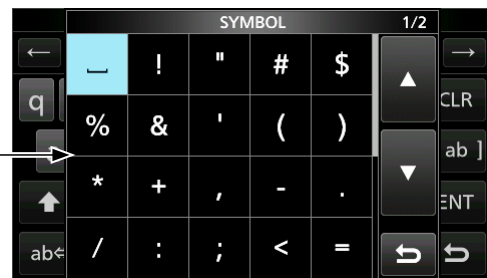 SYMBOL 1/2
← ␣ ! " # $ ▲ →
q CLR
% & ' ( )
ab ]
* + , - . ▼
ENT
ab⇐ / : ; < =